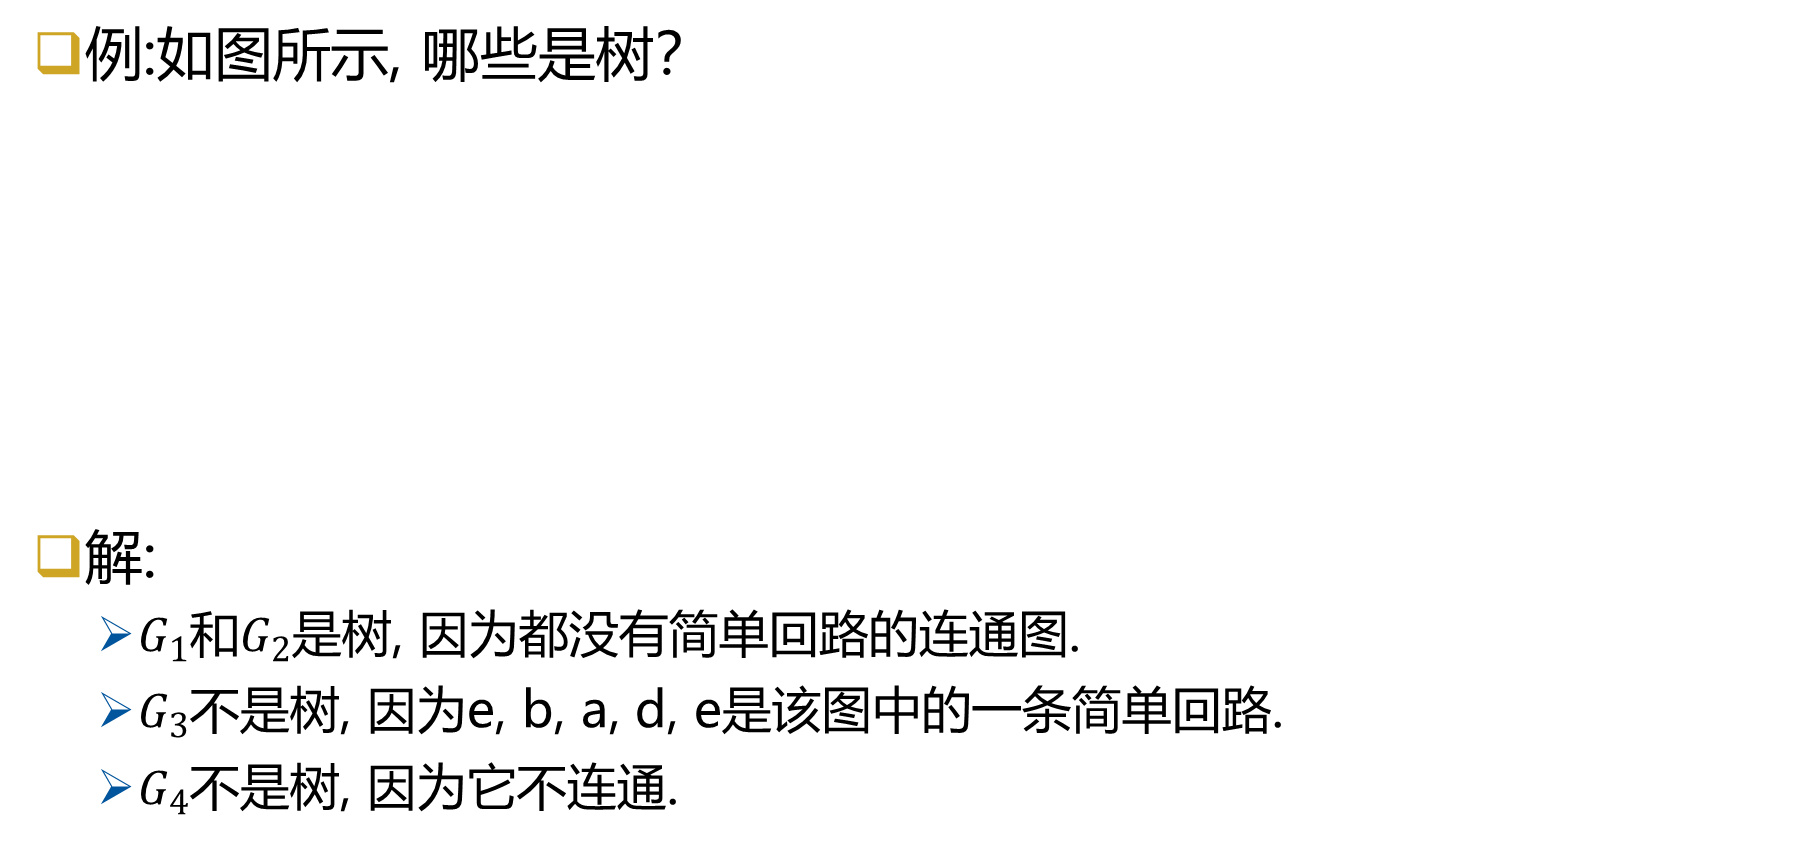 例:如图所示, 哪些是树?
解:
G₁和G₂是树, 因为都没有简单回路的连通图.
G₃不是树, 因为e, b, a, d, e是该图中的一条简单回路.
G₄不是树, 因为它不连通.